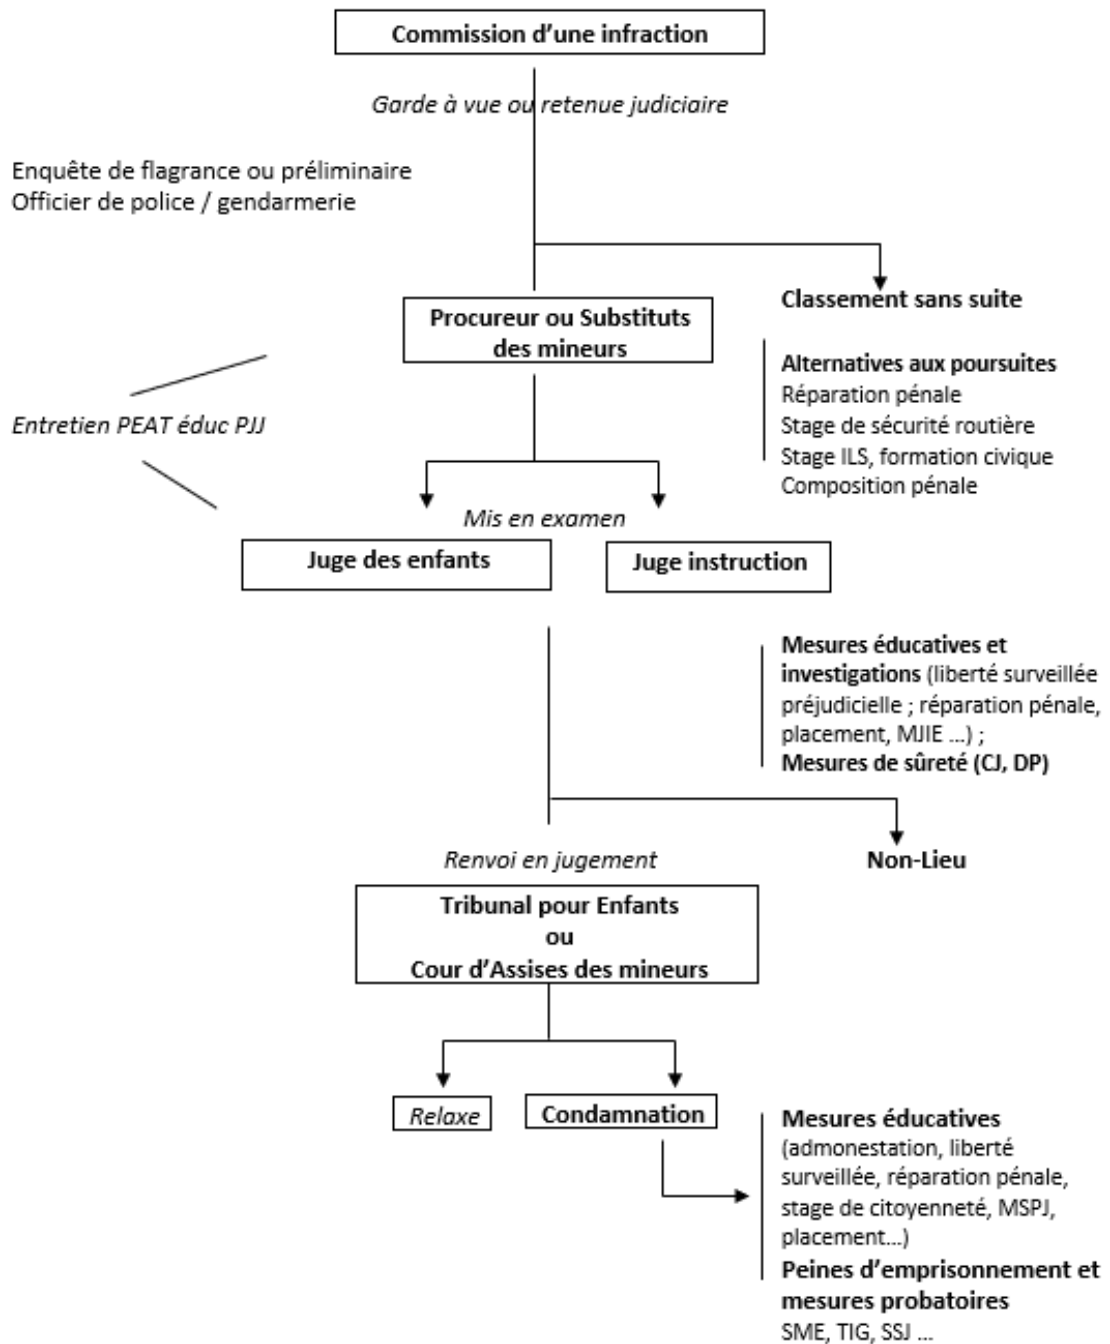 Commission d’une infraction
Garde à vue ou retenue judiciaire
Enquête de flagrance ou préliminaire
Officier de police / gendarmerie
Classement sans suite
Procureur ou Substituts
des mineurs
Alternatives aux poursuites
Réparation pénale
Stage de sécurité routière
Stage ILS, formation civique
Composition pénale
Entretien PEAT éduc PJJ
Mis en examen
Juge des enfants
Juge instruction
Mesures éducatives et
investigations (liberté surveillée
préjudicielle ; réparation pénale,
placement, MJIE ...) ;
Mesures de sûreté (CJ, DP)
Renvoi en jugement
Non-Lieu
Tribunal pour Enfants
ou
Cour d’Assises des mineurs
Relaxe
Condamnation
Mesures éducatives
(admonestation, liberté
surveillée, réparation pénale,
stage de citoyenneté, MSPJ,
placement...)
Peines d’emprisonnement et
mesures probatoires
SME, TIG, SSJ ...